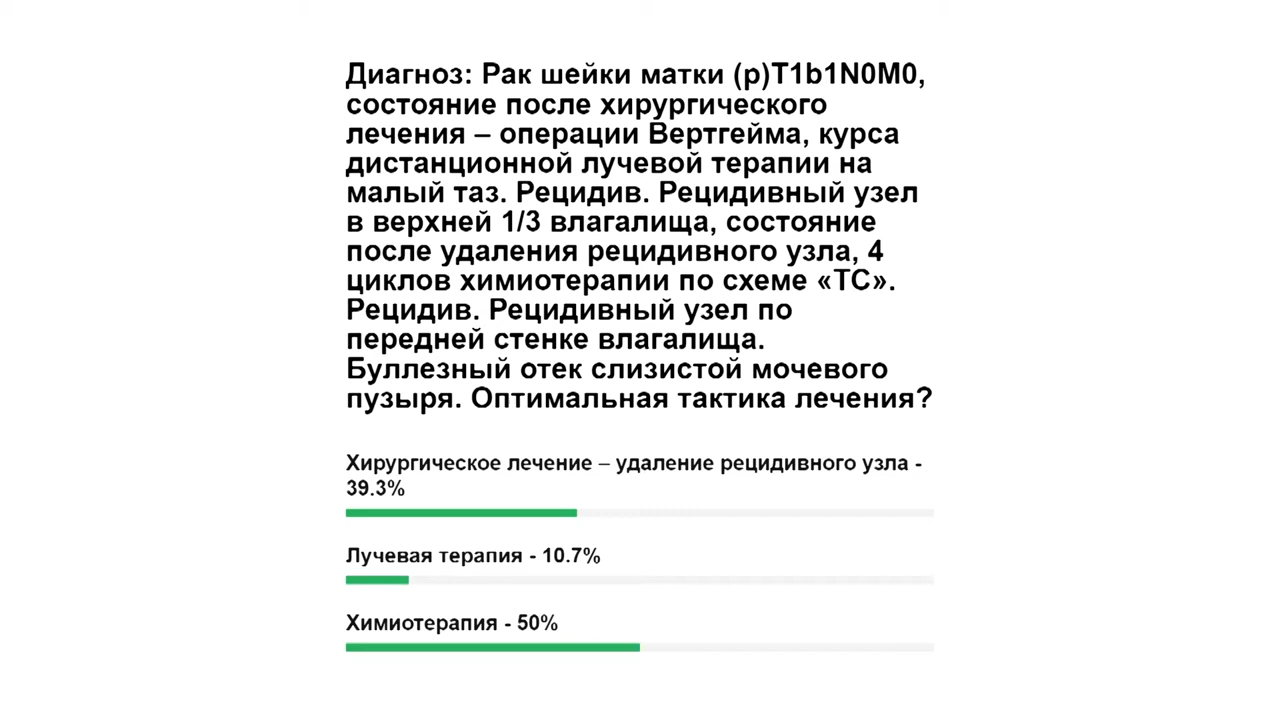 Диагноз: Рак шейки матки (р)T1b1N0M0,
состояние после хирургического
лечения – операции Вертгейма, курса
дистанционной лучевой терапии на
малый таз. Рецидив. Рецидивный узел
в верхней 1/3 влагалища, состояние
после удаления рецидивного узла, 4
циклов химиотерапии по схеме «ТС».
Рецидив. Рецидивный узел по
передней стенке влагалища.
Буллезный отек слизистой мочевого
пузыря. Оптимальная тактика лечения?
Хирургическое лечение – удаление рецидивного узла -
39.3%
Лучевая терапия - 10.7%
Химиотерапия - 50%